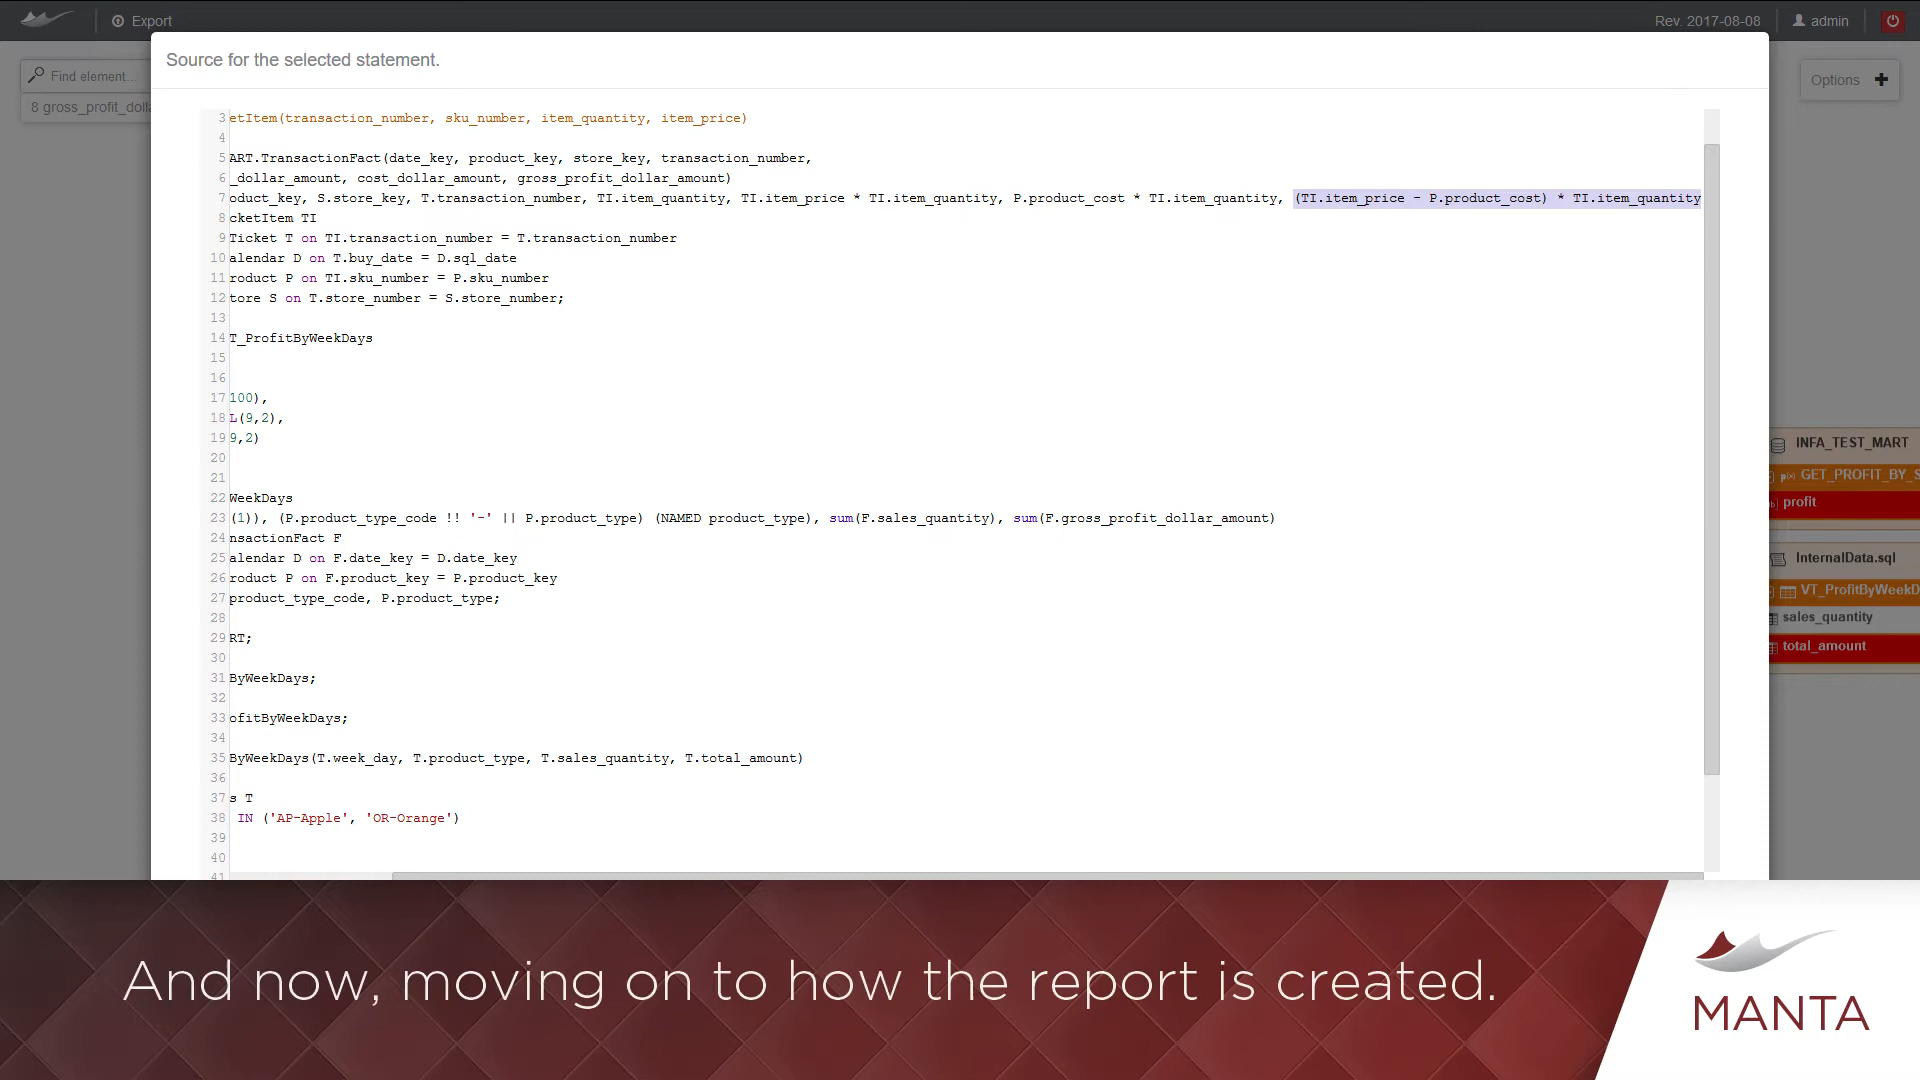 Export
Rev. 2017-08-08
admin
Source for the selected statement.
Find element...
8 gross_profit_dolla
Options
3 etItem(transaction_number, sku_number, item_quantity, item_price)
4
5 ART.TransactionFact(date_key, product_key, store_key, transaction_number,
6 _dollar_amount, cost_dollar_amount, gross_profit_dollar_amount)
7 oduct_key, S.store_key, T.transaction_number, TI.item_quantity, TI.item_price * TI.item_quantity, P.product_cost * TI.item_quantity, (TI.item_price - P.product_cost) * TI.item_quantity
8 cketItem TI
9 Ticket T on TI.transaction_number = T.transaction_number
10 alendar D on T.buy_date = D.sql_date
11 roduct P on TI.sku_number = P.sku_number
12 tore S on T.store_number = S.store_number;
13
14 T_ProfitByWeekDays
15
16
17 100),
18 L(9,2),
19 9,2)
20
21
22 WeekDays
23 (1)), (P.product_type_code !! '-' || P.product_type) (NAMED product_type), sum(F.sales_quantity), sum(F.gross_profit_dollar_amount)
24 nsactionFact F
25 alendar D on F.date_key = D.date_key
26 roduct P on F.product_key = P.product_key
27 product_type_code, P.product_type;
28
29 RT;
30
31 ByWeekDays;
32
33 ofitByWeekDays;
34
35 ByWeekDays(T.week_day, T.product_type, T.sales_quantity, T.total_amount)
36
37 s T
38 IN ('AP-Apple', 'OR-Orange')
39
40
41
INFA_TEST_MART
p(x) GET_PROFIT_BY_S
profit
InternalData.sql
VT_ProfitByWeekD
sales_quantity
total_amount
And now, moving on to how the report is created.
MANTA